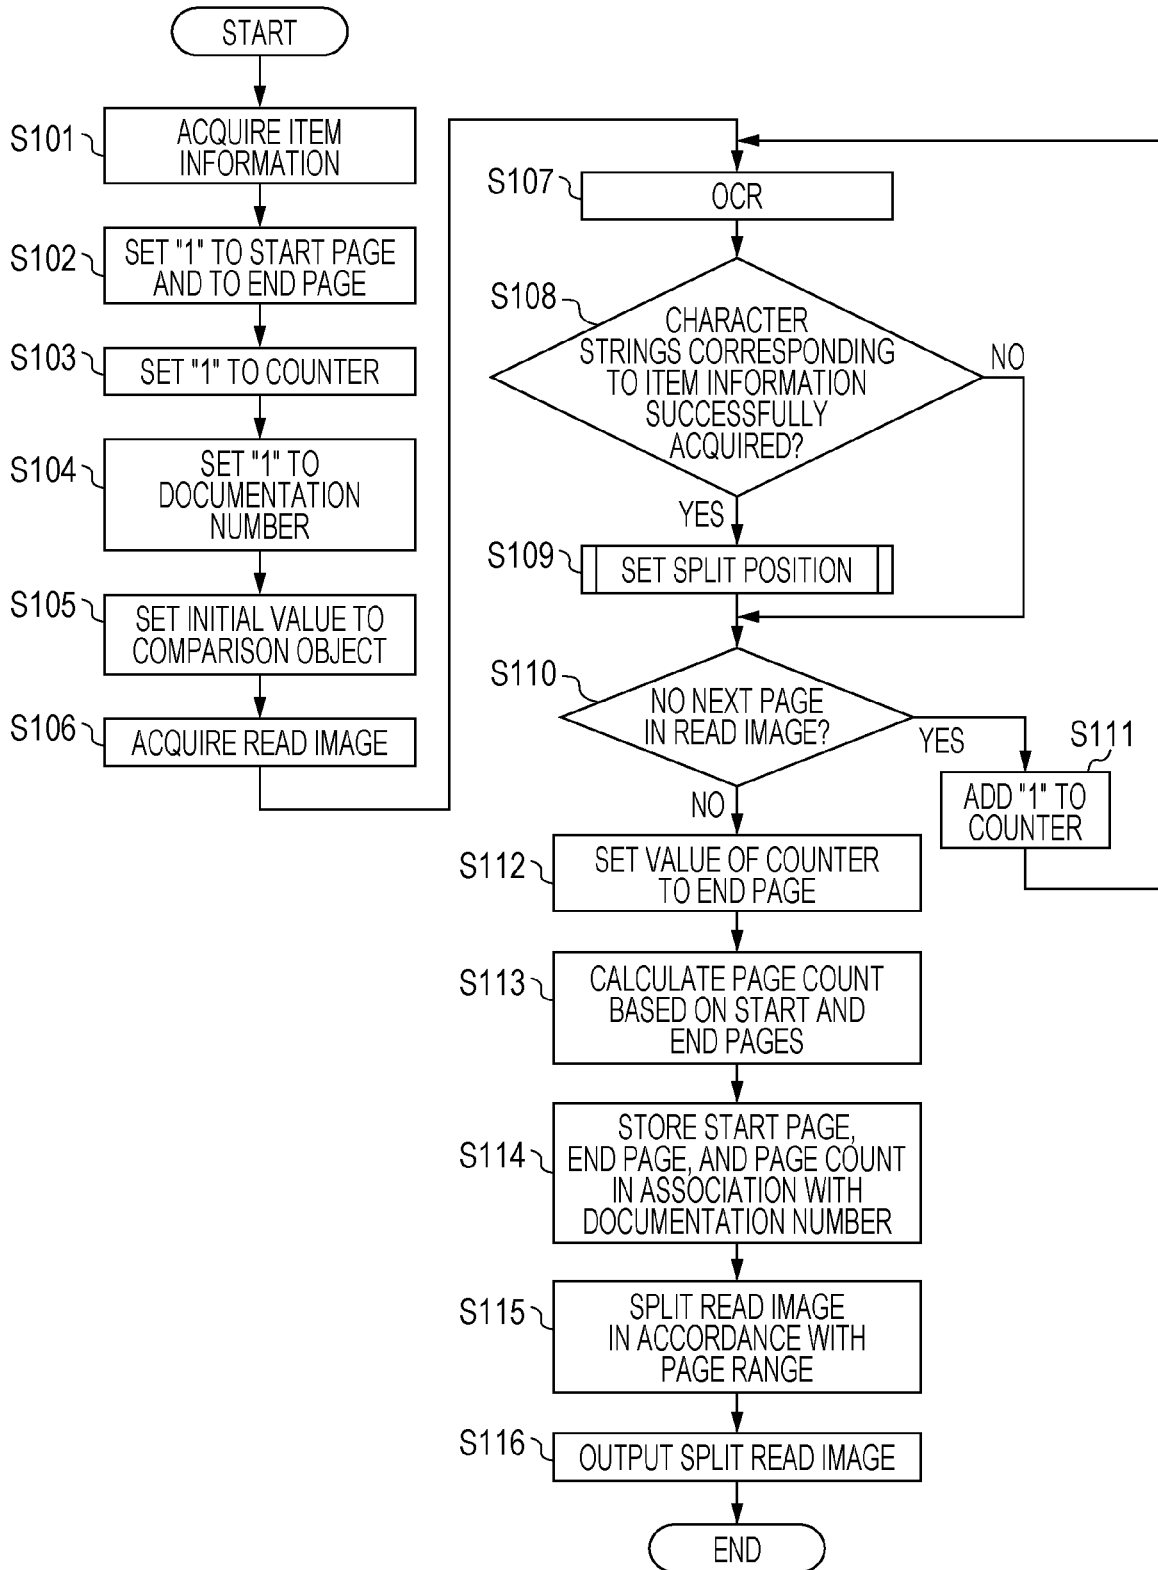 START
S101
ACQUIRE ITEM
INFORMATION
S102
SET "1" TO START PAGE
AND TO END PAGE
S103
SET "1" TO COUNTER
S104
SET "1" TO
DOCUMENTATION
NUMBER
S105
SET INITIAL VALUE TO
COMPARISON OBJECT
S106
ACQUIRE READ IMAGE
S107
OCR
S108
CHARACTER
STRINGS CORRESPONDING
TO ITEM INFORMATION
SUCCESSFULLY
ACQUIRED?
NO
YES
S109
SET SPLIT POSITION
S110
NO NEXT PAGE
IN READ IMAGE?
YES
NO
S111
ADD "1" TO
COUNTER
S112
SET VALUE OF COUNTER
TO END PAGE
S113
CALCULATE PAGE COUNT
BASED ON START AND
END PAGES
S114
STORE START PAGE,
END PAGE, AND PAGE COUNT
IN ASSOCIATION WITH
DOCUMENTATION NUMBER
S115
SPLIT READ IMAGE
IN ACCORDANCE WITH
PAGE RANGE
S116
OUTPUT SPLIT READ IMAGE
END